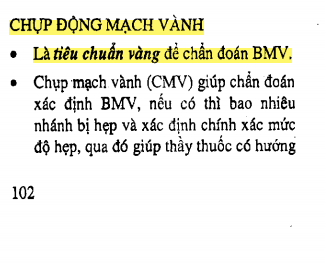 CHỤP ĐỘNG MẠCH VÀNH
• Là tiêu chuẩn vàng để chẩn đoán BMV.
• Chụp mạch vành (CMV) giúp chẩn đoán
xác định BMV, nếu có thì bao nhiêu
nhánh bị hẹp và xác định chính xác mức
độ hẹp, qua đó giúp thầy thuốc có hướng
102